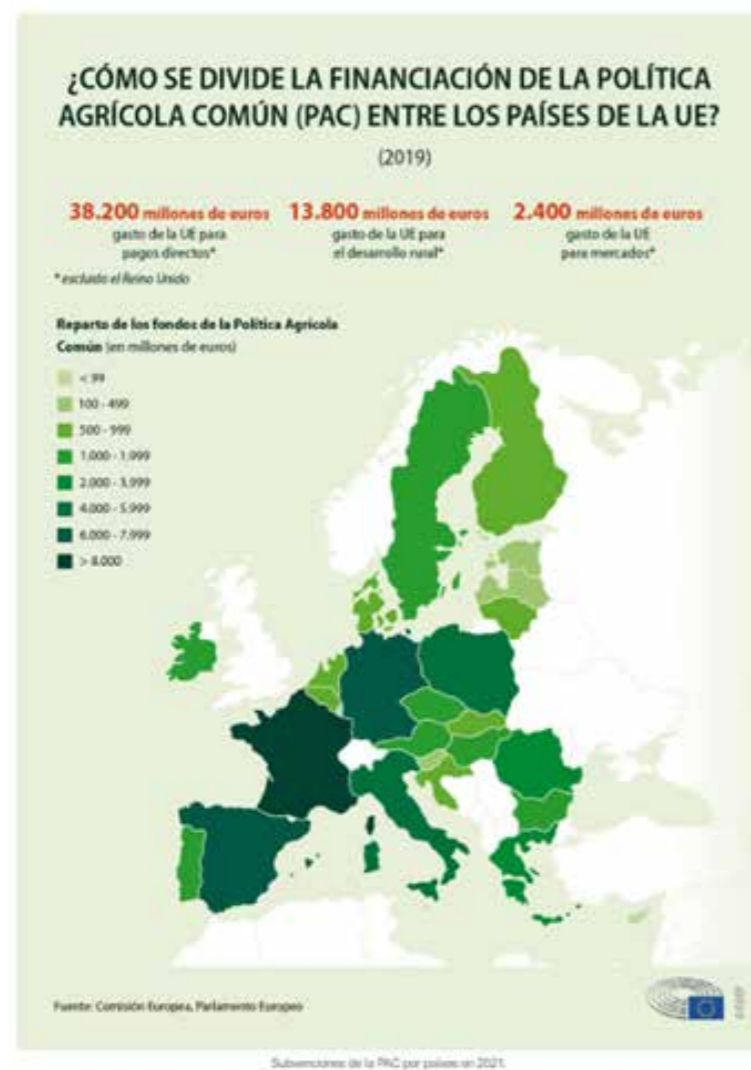 ¿CÓMO SE DIVIDE LA FINANCIACIÓN DE LA POLÍTICA
AGRÍCOLA COMÚN (PAC) ENTRE LOS PAÍSES DE LA UE?
(2019)
38.200 millones de euros
gasto de la UE para
pagos directos*
13.800 millones de euros
gasto de la UE para
el desarrollo rural*
2.400 millones de euros
gasto de la UE
para mercados*
* excluido el Reino Unido
Reparto de los fondos de la Política Agrícola
Común (en millones de euros)
< 99
100 - 499
500 - 999
1.000 - 1.999
2.000 - 3.999
4.000 - 5.999
6.000 - 7.999
> 8.000
Fuente: Comisión Europea, Parlamento Europeo
Subvenciones de la PAC por países en 2021.